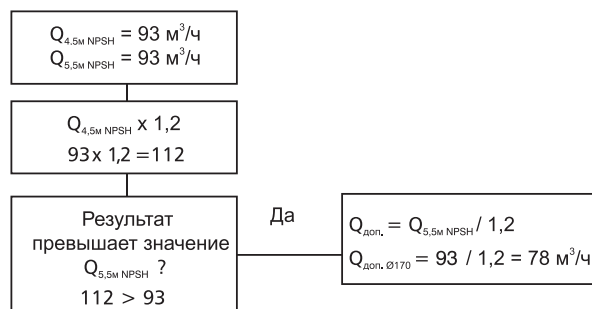 Q4.5м NPSH = 93 м³/ч
Q5,5м NPSH = 93 м³/ч
Q4,5м NPSH x 1,2
93 x 1,2 = 112
Результат
превышает значение
Q5,5м NPSH ?
112 > 93
Да
Qдоп. = Q5,5м NPSH / 1,2
Qдоп. Ø170 = 93 / 1,2 = 78 м³/ч